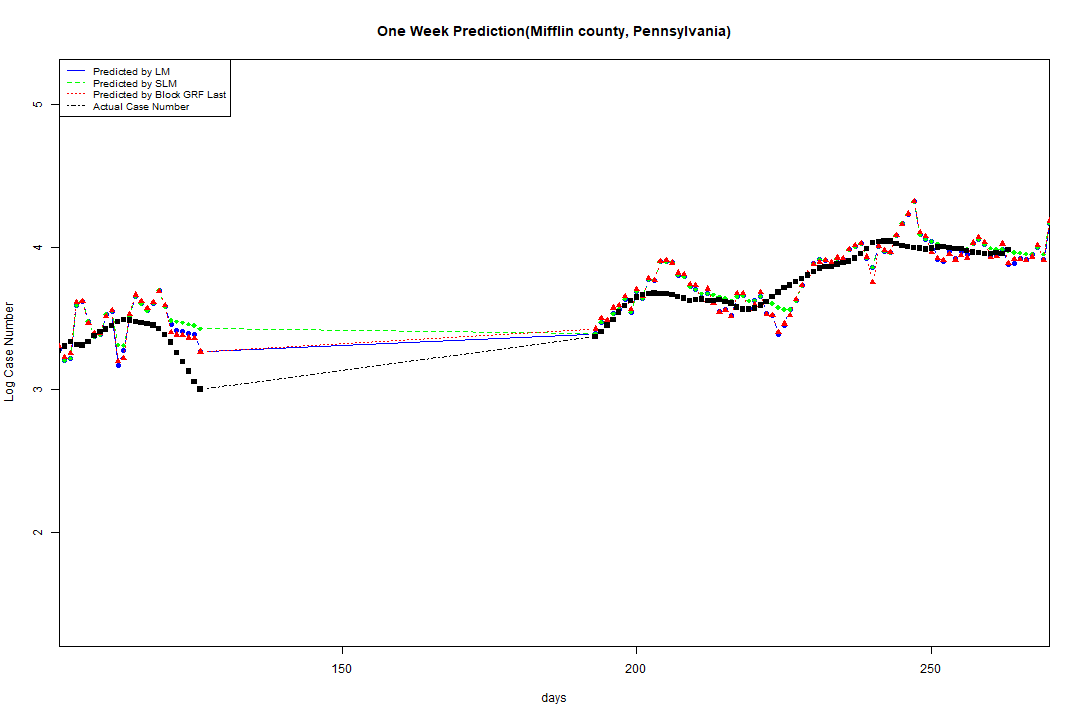 One Week Prediction(Mifflin county, Pennsylvania)
Predicted by LM
Predicted by SLM
Predicted by Block GRF Last
Actual Case Number
5
4
3
2
Log Case Number
150
200
250
days